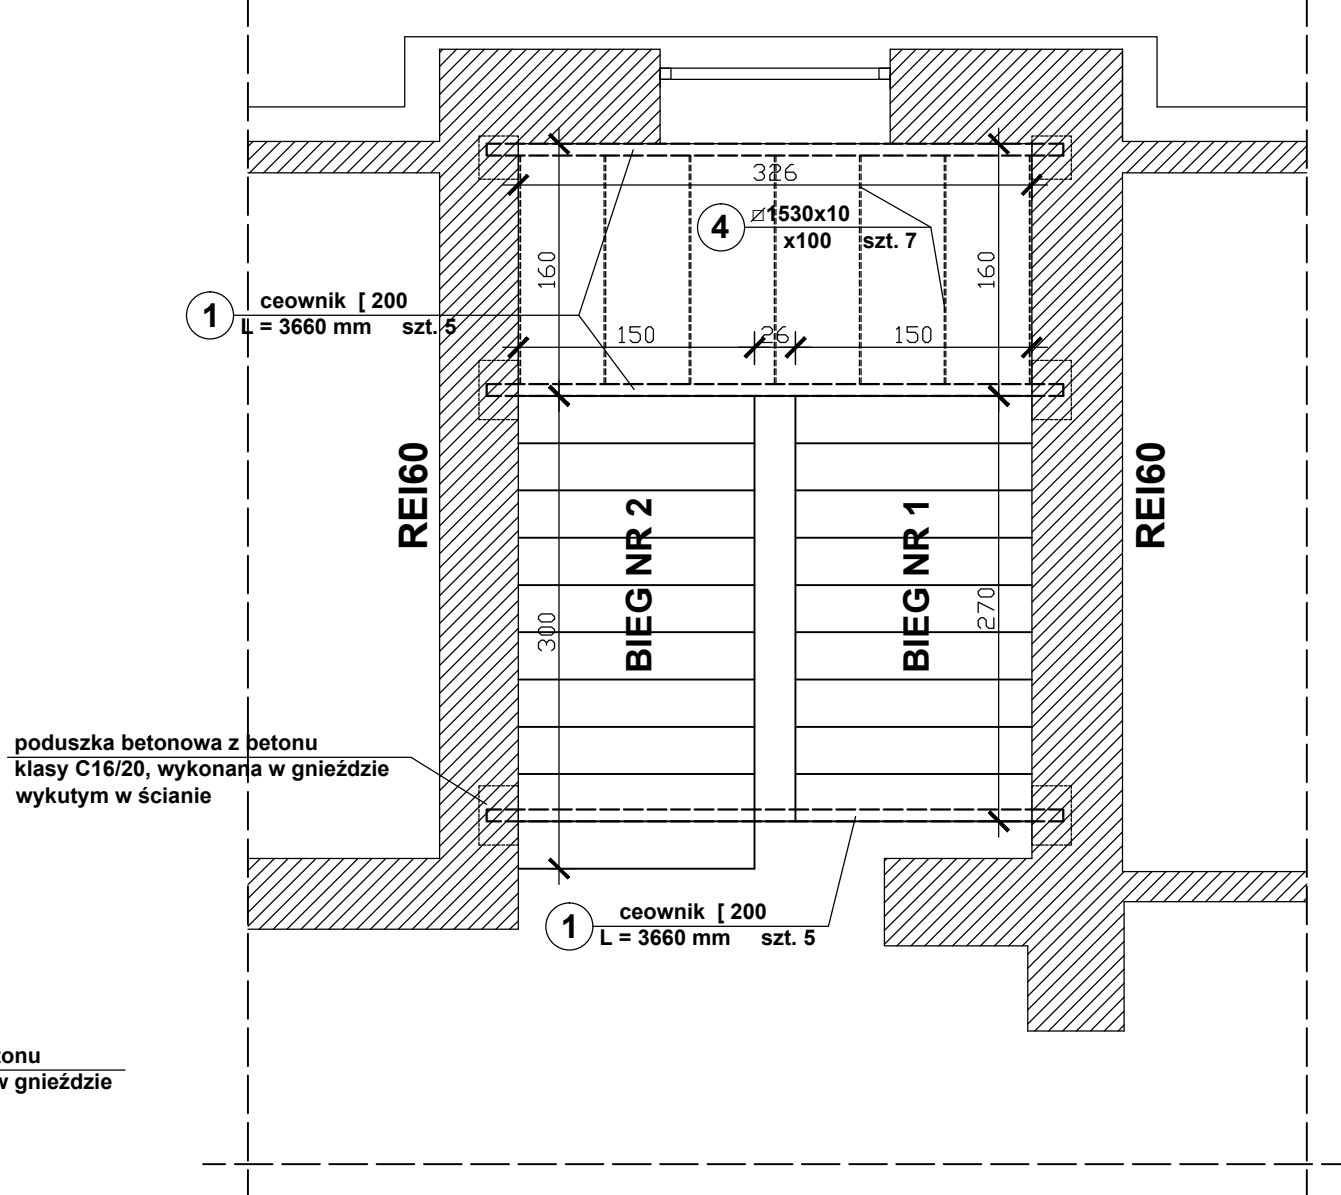 326
4
⌷1530x10
x100 szt. 7
160
160
1
ceownik [ 200
L = 3660 mm szt. 5
150
26
150
REI60
BIEG NR 2
BIEG NR 1
REI60
300
270
poduszka betonowa z betonu
klasy C16/20, wykonana w gnieździe
wykutym w ścianie
1
ceownik [ 200
L = 3660 mm szt. 5
tonu
w gnieździe